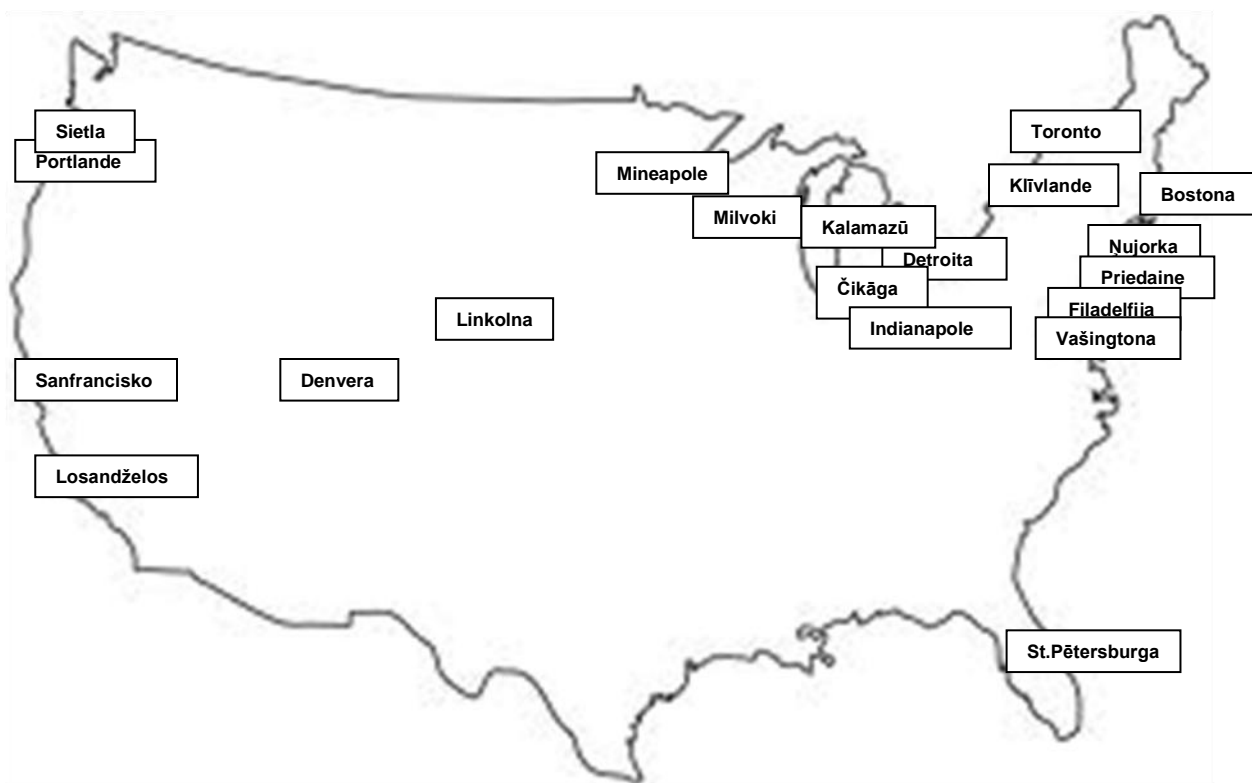 Sietla
Toronto
Portlande
Mineapole
Klīvlande
Bostona
Milvoki
Kalamazū
Ņujorka
Detroita
Priedaine
Čikāga
Filadelfija
Linkolna
Indianapole
Vašingtona
Sanfrancisko
Denvera
Losandželos
St.Pētersburga